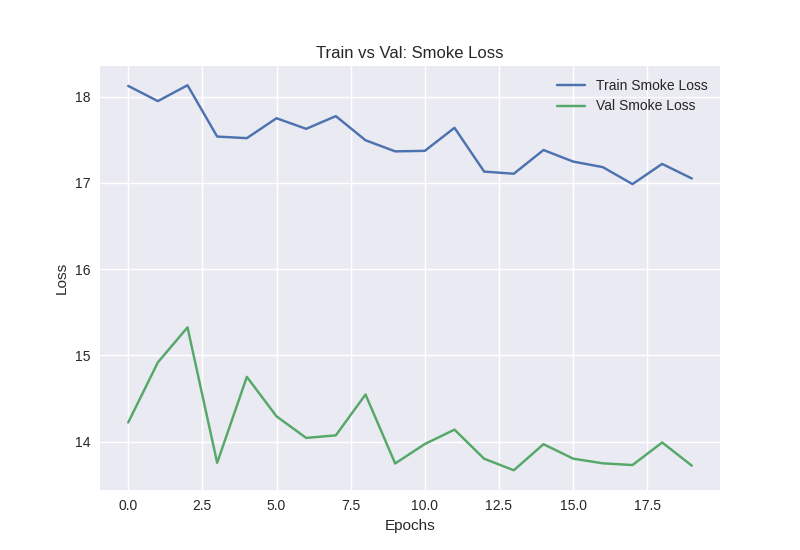 Train vs Val: Smoke Loss
Train Smoke Loss
Val Smoke Loss
18
17
16
15
14
Loss
0.0 2.5 5.0 7.5 10.0 12.5 15.0 17.5
Epochs